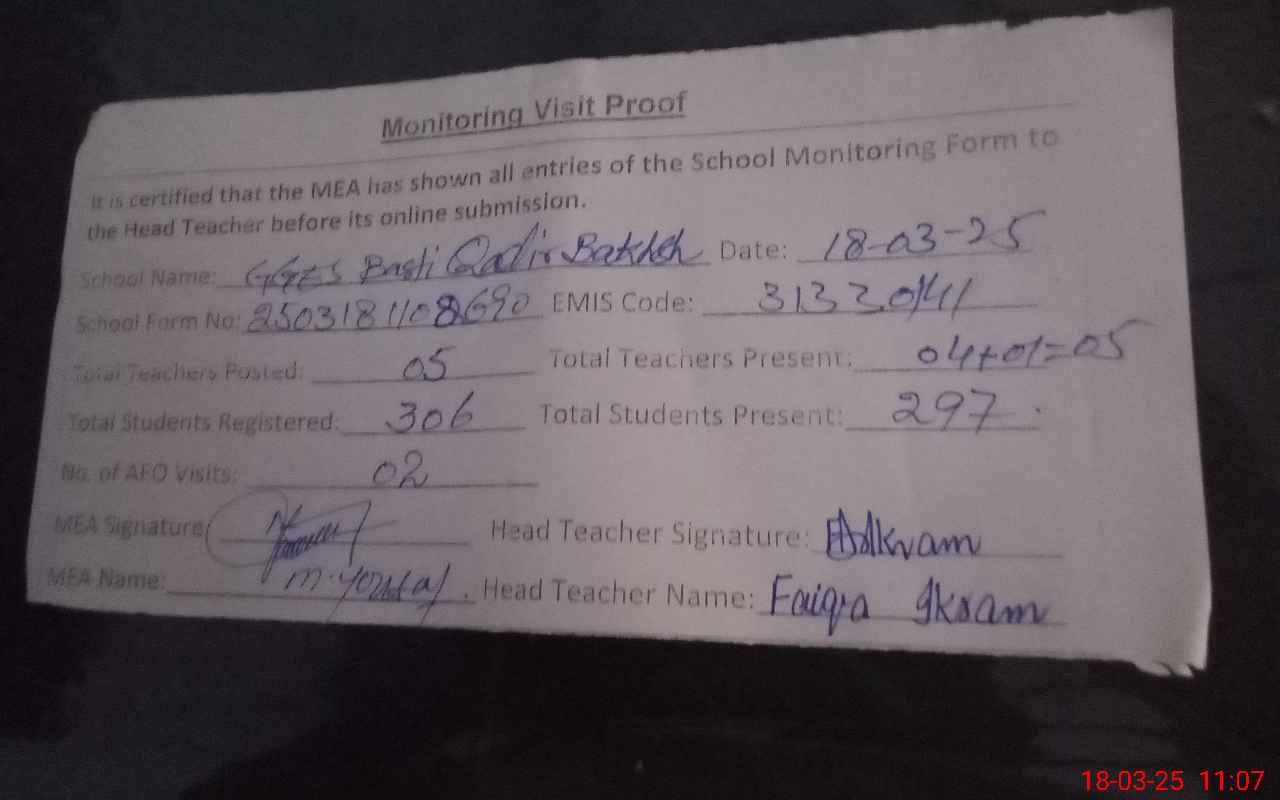 Monitoring Visit Proof
It is certified that the MEA has shown all entries of the School Monitoring Form to
the Head Teacher before its online submission.
School Name: GGES Basti Qadir Bakhsh Date: 18-03-25
School Form No: 2503181108690 EMIS Code: 31332041
Total Teachers Posted: 05 Total Teachers Present: 04+01=05
Total Students Registered: 306 Total Students Present: 297
No. of AEO Visits: 02
MEA Signature: Head Teacher Signature:
MEA Name: Head Teacher Name: Faiqra Ikram
18-03-25 11:07